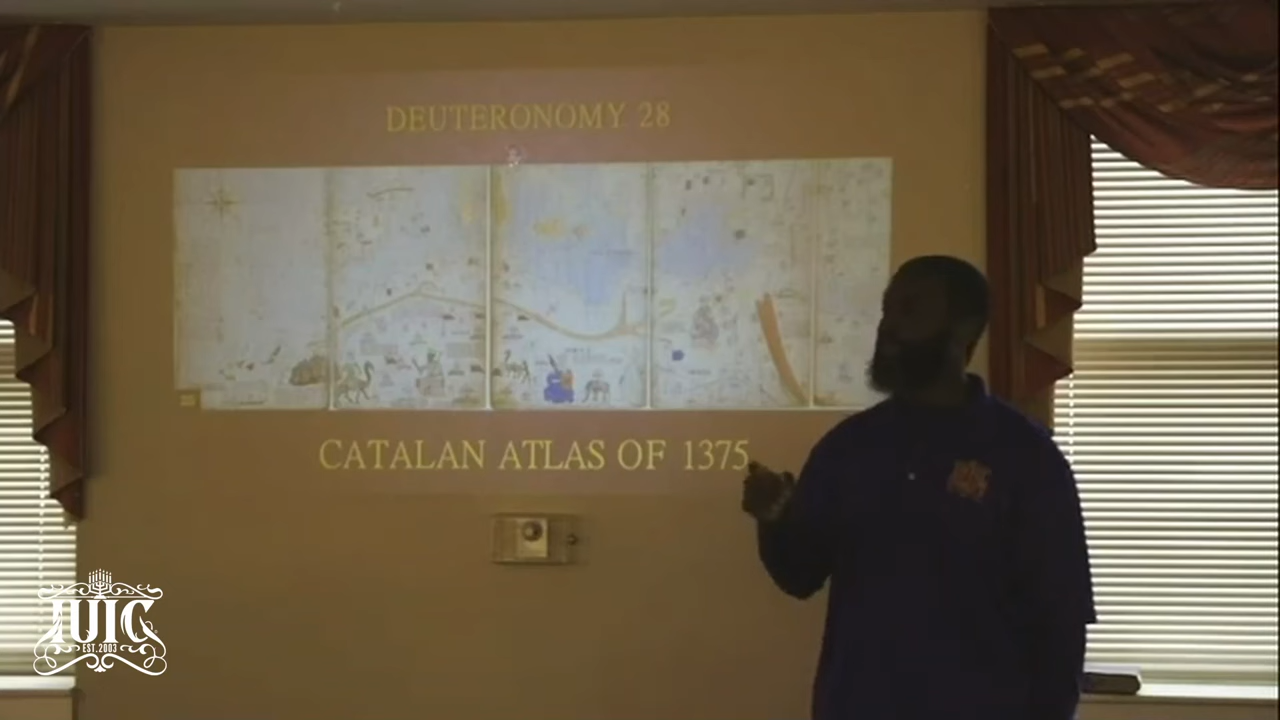 DEUTERONOMY 28
CATALAN ATLAS OF 1375
IUIC
EST. 2003